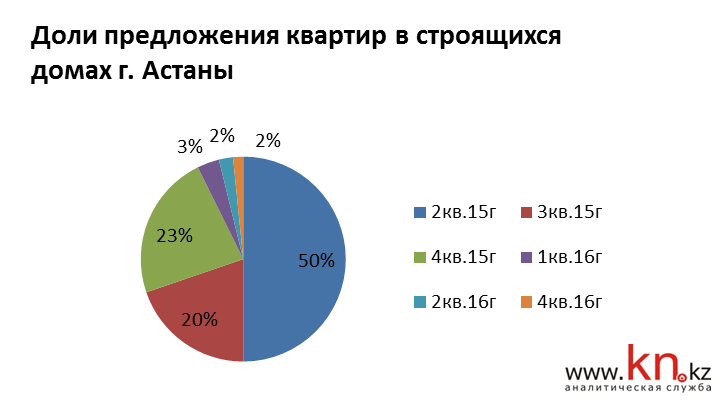 Доли предложения квартир в строящихся
домах г. Астаны
2%
2%
3%
23%
50%
20%
2кв.15г 3кв.15г
4кв.15г 1кв.16г
2кв.16г 4кв.16г
www.kn.kz
аналитическая служба